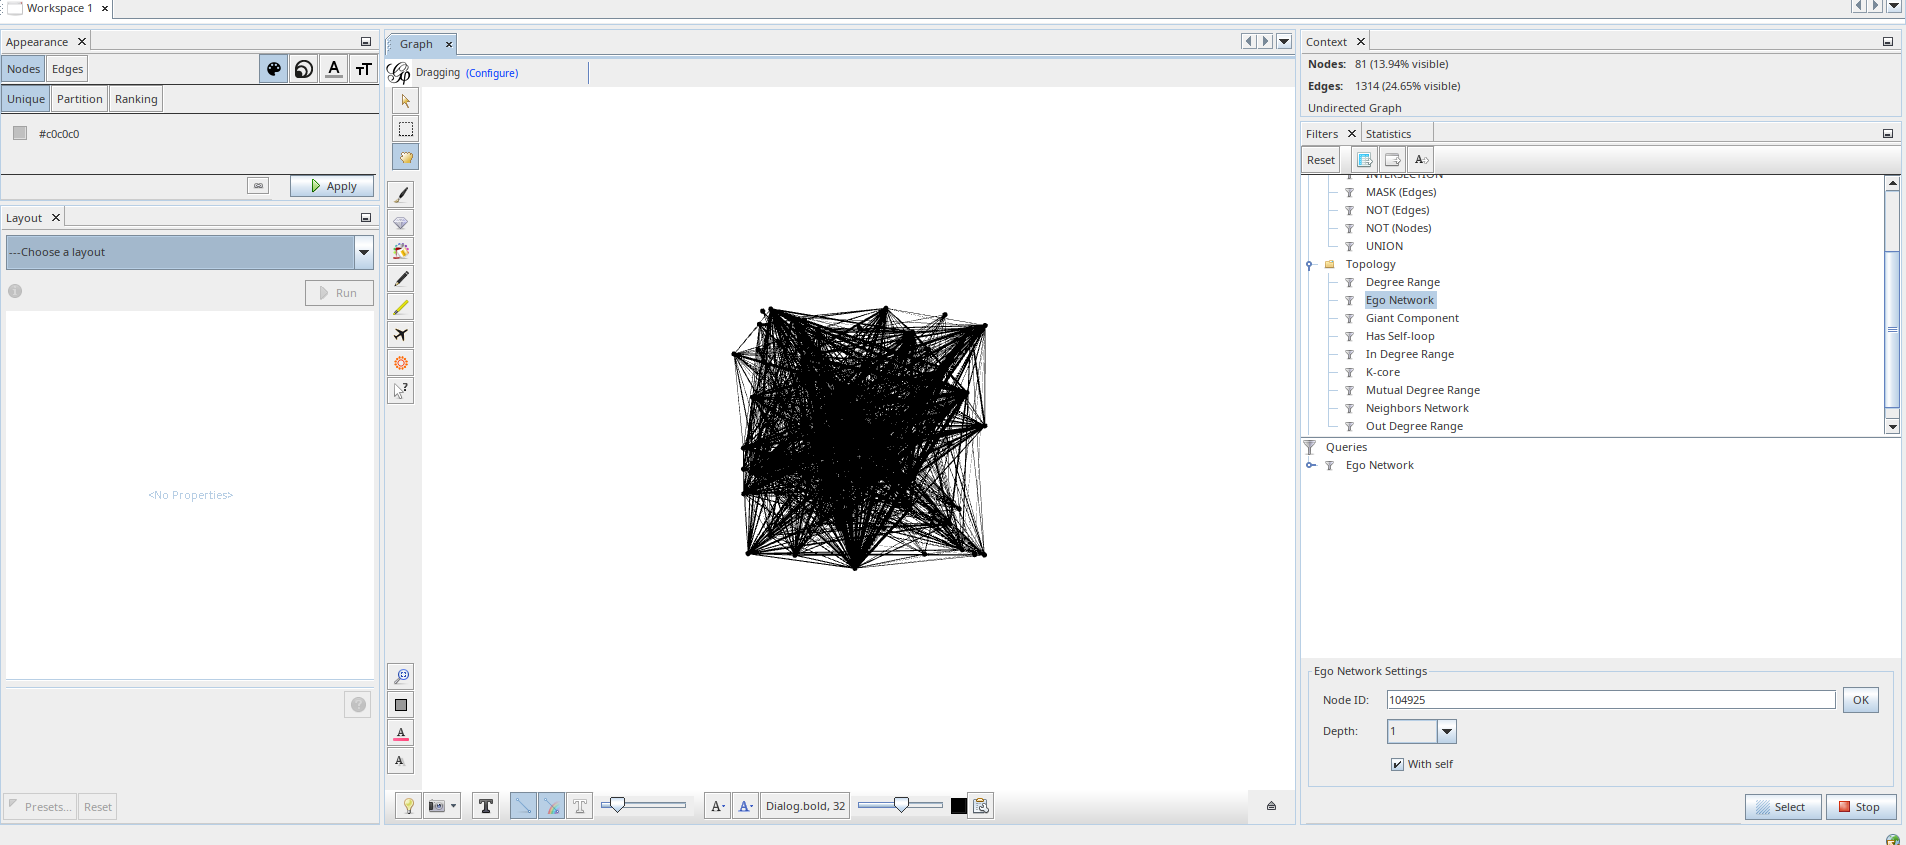 Workspace 1
Appearance
Nodes Edges
Unique Partition Ranking
#c0c0c0
Apply
Layout
---Choose a layout
Run
<No Properties>
Presets... Reset
Graph
Dragging (Configure)
Dialog.bold, 32
Context
Nodes: 81 (13.94% visible)
Edges: 1314 (24.65% visible)
Undirected Graph
Filters Statistics
Reset
INTERSECTION
MASK (Edges)
NOT (Edges)
NOT (Nodes)
UNION
Topology
Degree Range
Ego Network
Giant Component
Has Self-loop
In Degree Range
K-core
Mutual Degree Range
Neighbors Network
Out Degree Range
Queries
Ego Network
Ego Network Settings
Node ID: 104925 OK
Depth: 1
With self
Select Stop